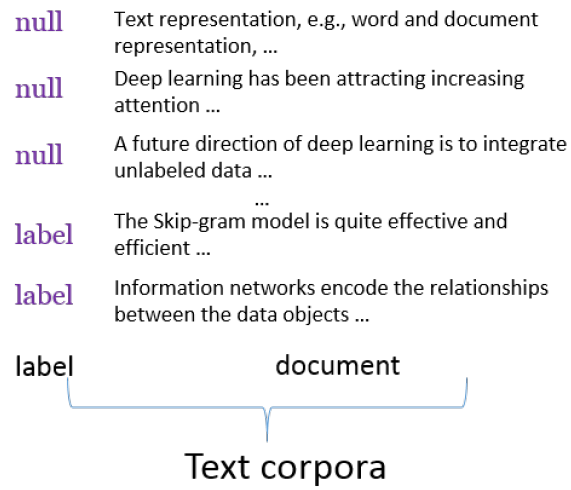 null Text representation, e.g., word and document
representation, ...
null Deep learning has been attracting increasing
attention ...
null A future direction of deep learning is to integrate
unlabeled data ...
...
label The Skip-gram model is quite effective and
efficient ...
label Information networks encode the relationships
between the data objects ...
label document
Text corpora